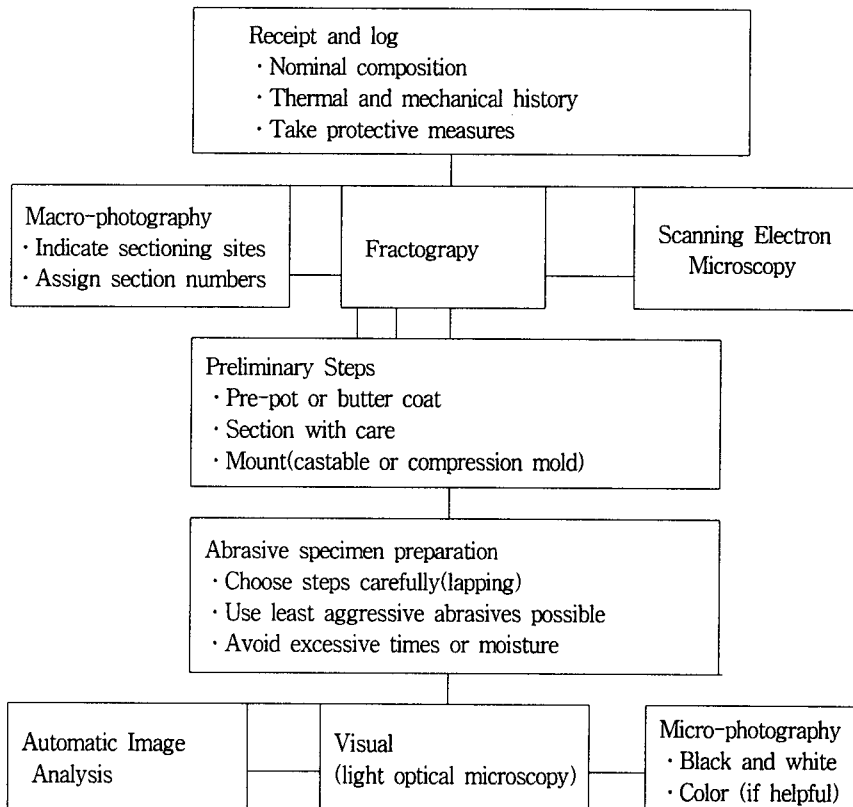 Receipt and log
· Nominal composition
· Thermal and mechanical history
· Take protective measures
Macro-photography
· Indicate sectioning sites
· Assign section numbers
Fractograpy
Scanning Electron
Microscopy
Preliminary Steps
· Pre-pot or butter coat
· Section with care
· Mount(castable or compression mold)
Abrasive specimen preparation
· Choose steps carefully(lapping)
· Use least aggressive abrasives possible
· Avoid excessive times or moisture
Automatic Image
Analysis
Visual
(light optical microscopy)
Micro-photography
· Black and white
· Color (if helpful)